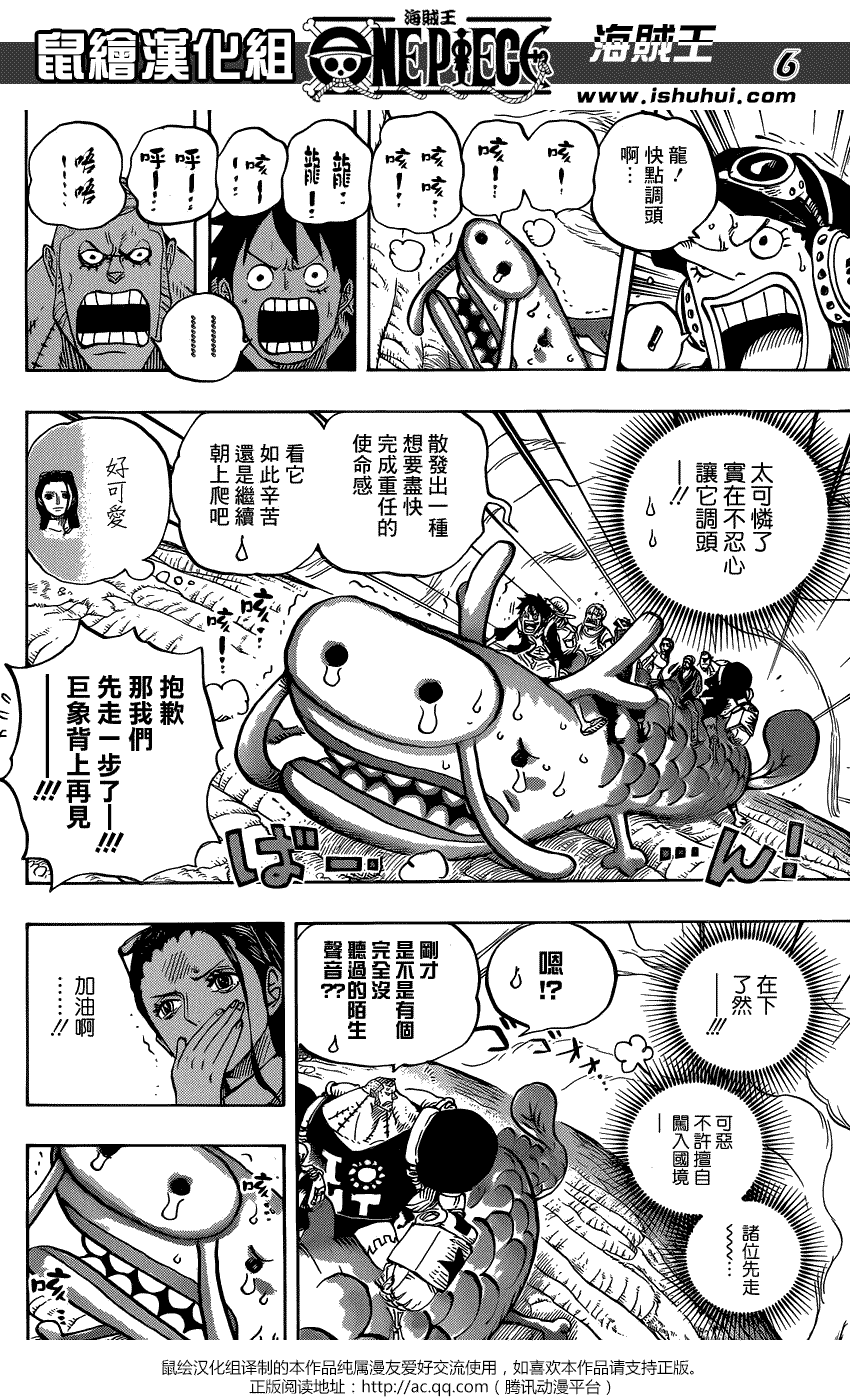 鼠繪漢化組
海賊王
ONE PIECE
海賊王
6
www.ishuhui.com
龍！
快點調頭
啊…
！
咳！
咳！
咳！
咳
咳！
龍！
龍！
咳！
…！
…………
呼！
呼！
唔
…唔
太可憐了
實在不忍心
讓它調頭
——!!
散發出一種
想要盡快
完成重任的
使命感
看它
如此辛苦
還是繼續
朝上爬吧
好可愛
咳！
咳！
抱歉
那我們
先走一步了——!!!
巨象背上再見
——!!!
ばー…
…ん！
在下
了然
——!!!
可惡
不許擅自
闖入國境
——
諸位先走
~~~…
嗯!?
剛才
是不是有個
完全沒
聽過的陌生
聲音??
加油啊
……!!
咳！
咳！
鼠绘汉化组译制的本作品纯属漫友爱好交流使用，如喜欢本作品请支持正版。
正版阅读地址：http://ac.qq.com（腾讯动漫平台）